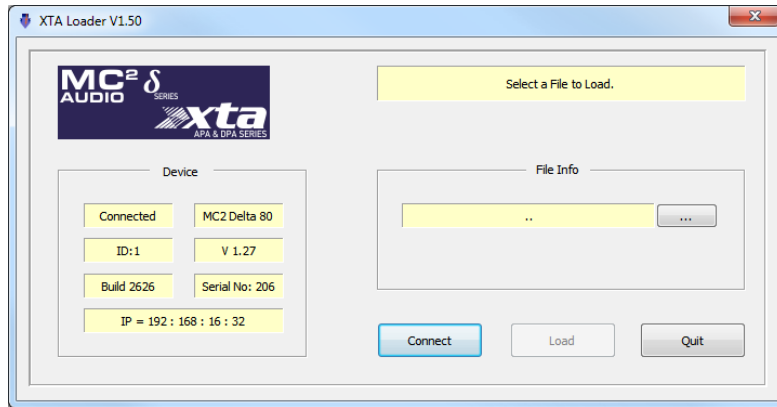 XTA Loader V1.50
MC² δ
AUDIO SERIES
xta
APA & DPA SERIES
Select a File to Load.
Device
Connected
MC2 Delta 80
ID:1
V 1.27
Build 2626
Serial No: 206
IP = 192 : 168 : 16 : 32
File Info
..
...
Connect
Load
Quit